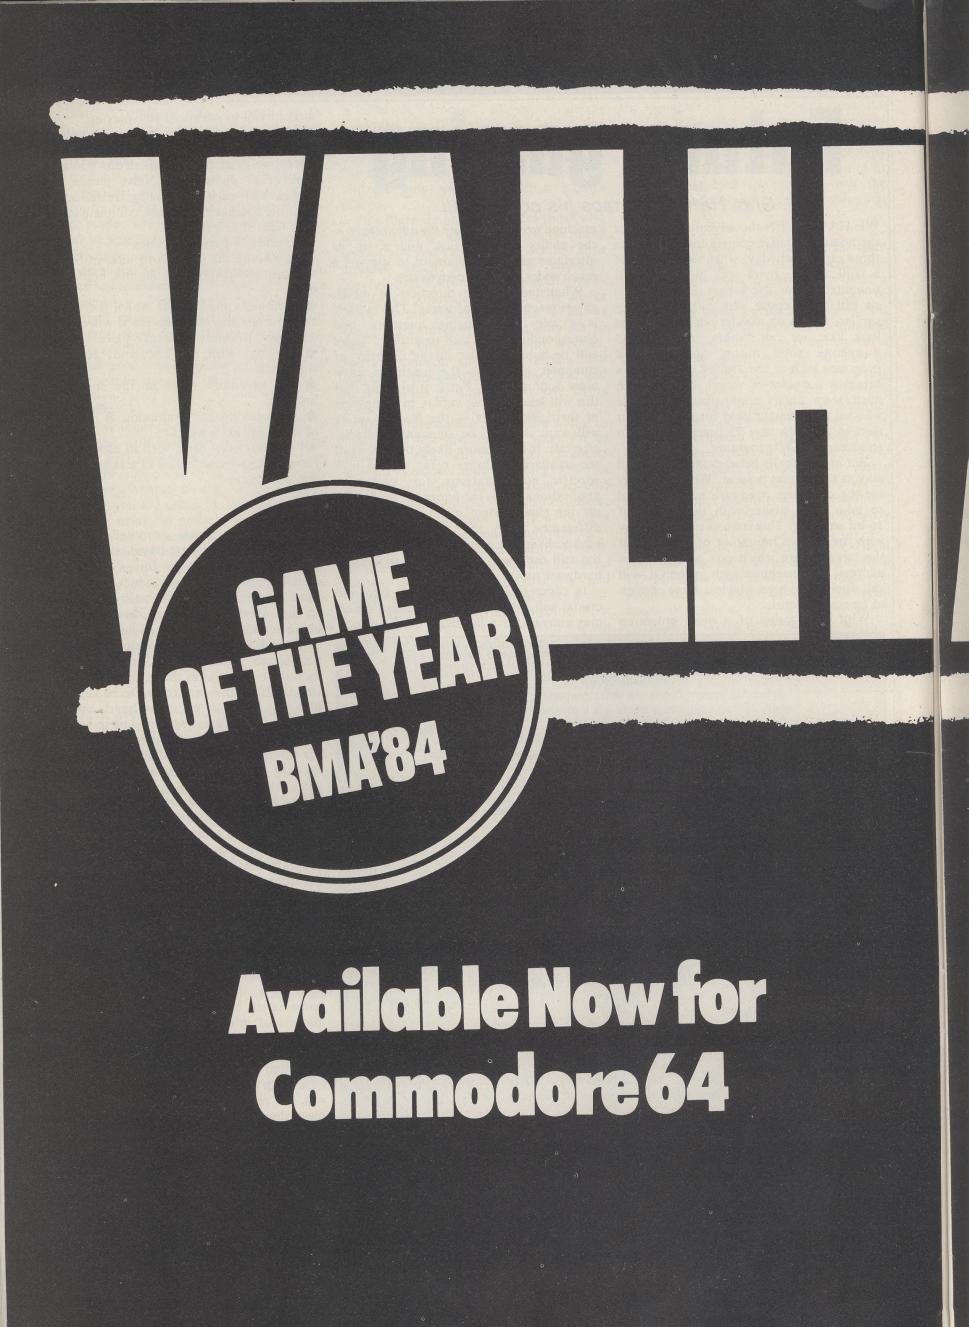 VALH
GAME
OF THE YEAR
BMA'84
Available Now for
Commodore 64